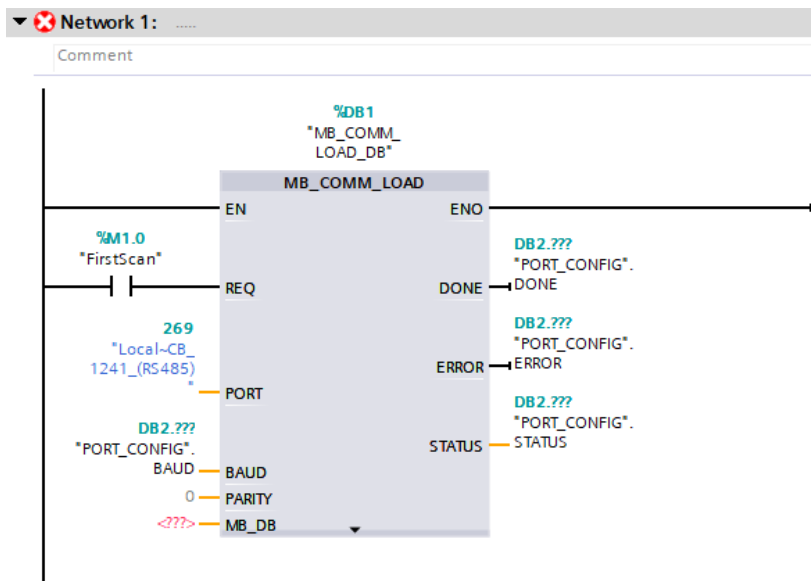 Network 1: .....
Comment
%DB1
"MB_COMM_
LOAD_DB"
MB_COMM_LOAD
EN
ENO
%M1.0
"FirstScan"
REQ
DB2.???
"PORT_CONFIG".
DONE
DONE
269
"Local~CB_
1241_(RS485)
"
PORT
DB2.???
"PORT_CONFIG".
ERROR
ERROR
DB2.???
"PORT_CONFIG".
STATUS
STATUS
DB2.???
"PORT_CONFIG".
BAUD
BAUD
0
PARITY
<???>
MB_DB